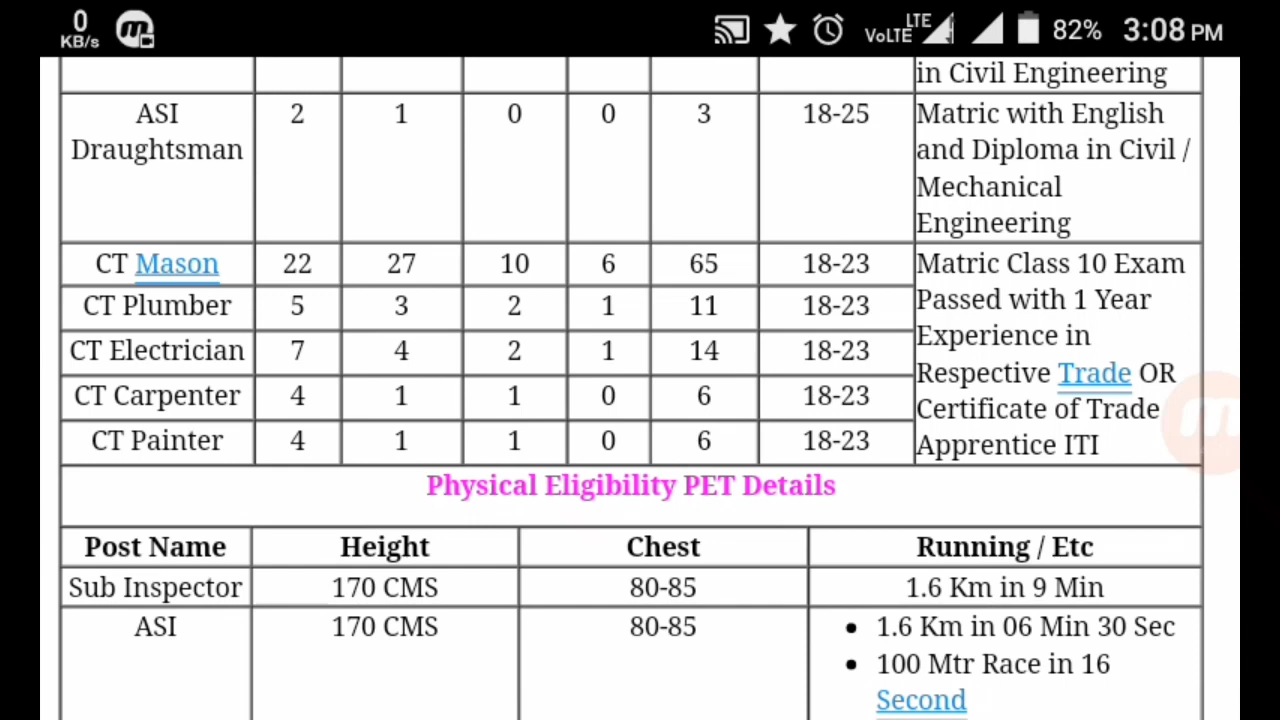 0
KB/s
VoLTE LTE 82% 3:08 PM
in Civil Engineering
ASI Draughtsman 2 1 0 0 3 18-25 Matric with English
and Diploma in Civil /
Mechanical
Engineering
CT Mason 22 27 10 6 65 18-23 Matric Class 10 Exam
CT Plumber 5 3 2 1 11 18-23 Passed with 1 Year
Experience in
CT Electrician 7 4 2 1 14 18-23 Respective Trade OR
CT Carpenter 4 1 1 0 6 18-23 Certificate of Trade
CT Painter 4 1 1 0 6 18-23 Apprentice ITI
Physical Eligibility PET Details
Post Name Height Chest Running / Etc
Sub Inspector 170 CMS 80-85 1.6 Km in 9 Min
ASI 170 CMS 80-85 • 1.6 Km in 06 Min 30 Sec
• 100 Mtr Race in 16
Second